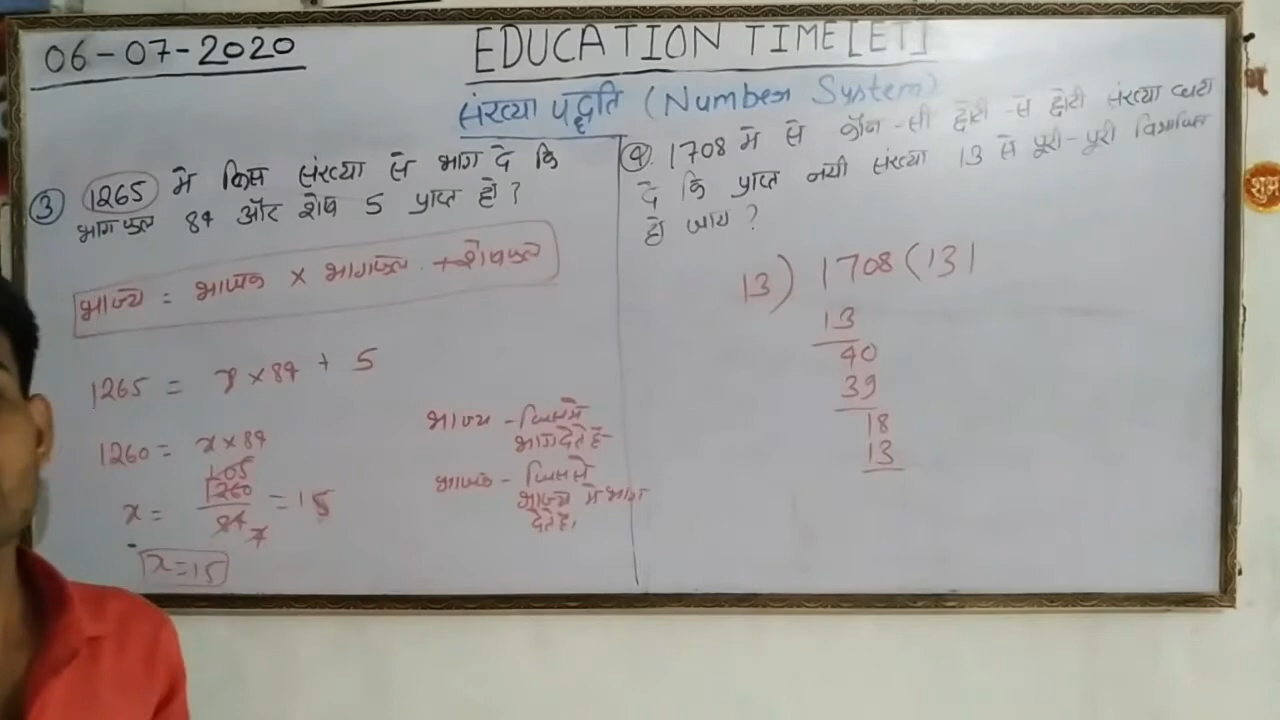 06-07-2020
EDUCATION TIME [ET]
संख्या पद्धति (Number System)
③ 1265 मे किस संख्या से भाग दे कि
भागफल 84 और शेष 5 प्राप्त हो ?
भाज्य = भाजक × भागफल + शेषफल
1265 = x × 84 + 5
1260 = x × 84
105
x = 1260 = 15
84 7
x = 15
भाज्य - जिसमे
भाग देते है
भाजक - जिससे
भाज्य मे भाग
देते है,
④. 1708 मे से कौन-सी छोटी-से छोटी संख्या घटा
दे कि प्राप्त नयी संख्या 13 से पूरी-पूरी विभाजित
हो जाय ?
13) 1708 (131
13
40
39
18
13
शुभ